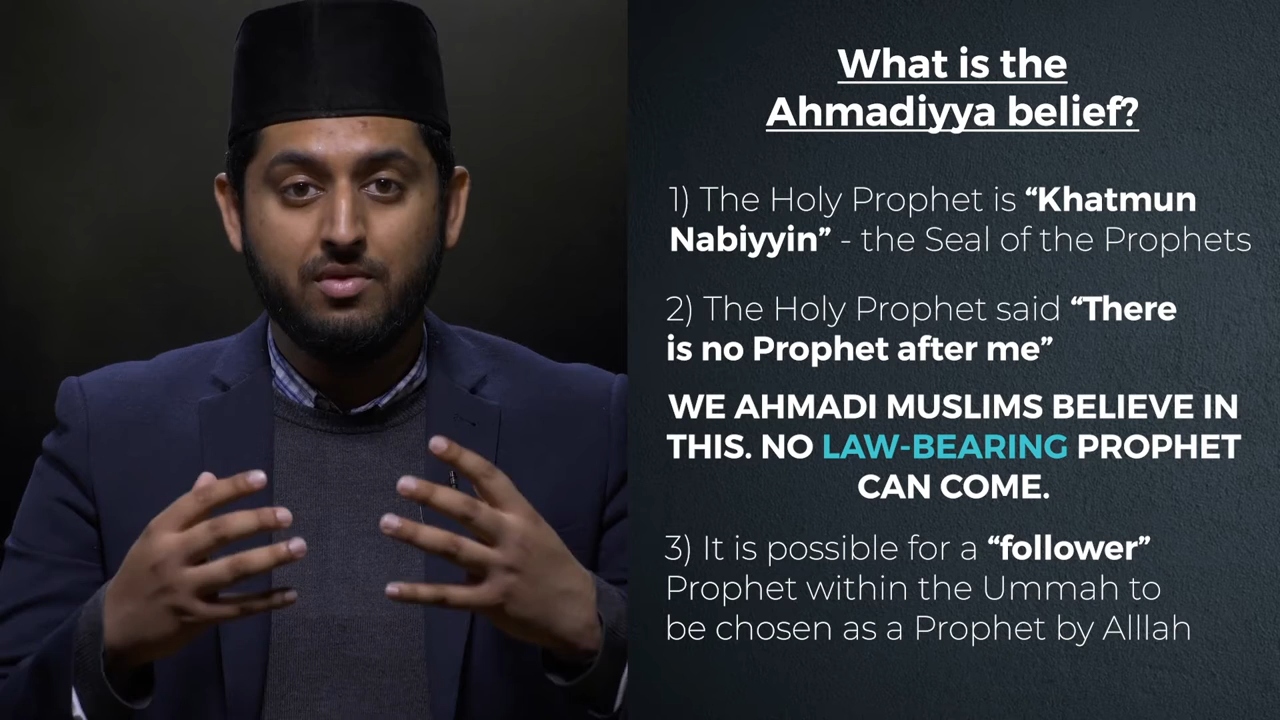 What is the
Ahmadiyya belief?
1) The Holy Prophet is “Khatmun
Nabiyyin” - the Seal of the Prophets
2) The Holy Prophet said “There
is no Prophet after me”
WE AHMADI MUSLIMS BELIEVE IN
THIS. NO LAW-BEARING PROPHET
CAN COME.
3) It is possible for a “follower”
Prophet within the Ummah to
be chosen as a Prophet by Alllah